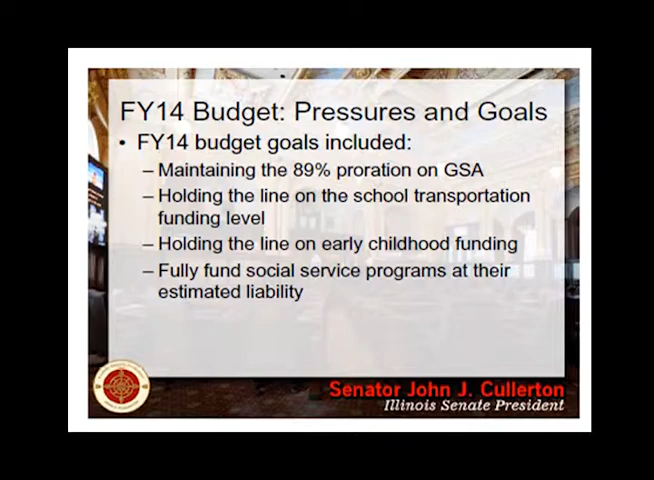 FY14 Budget: Pressures and Goals
• FY14 budget goals included:
– Maintaining the 89% proration on GSA
– Holding the line on the school transportation
funding level
– Holding the line on early childhood funding
– Fully fund social service programs at their
estimated liability
Senator John J. Cullerton
Illinois Senate President